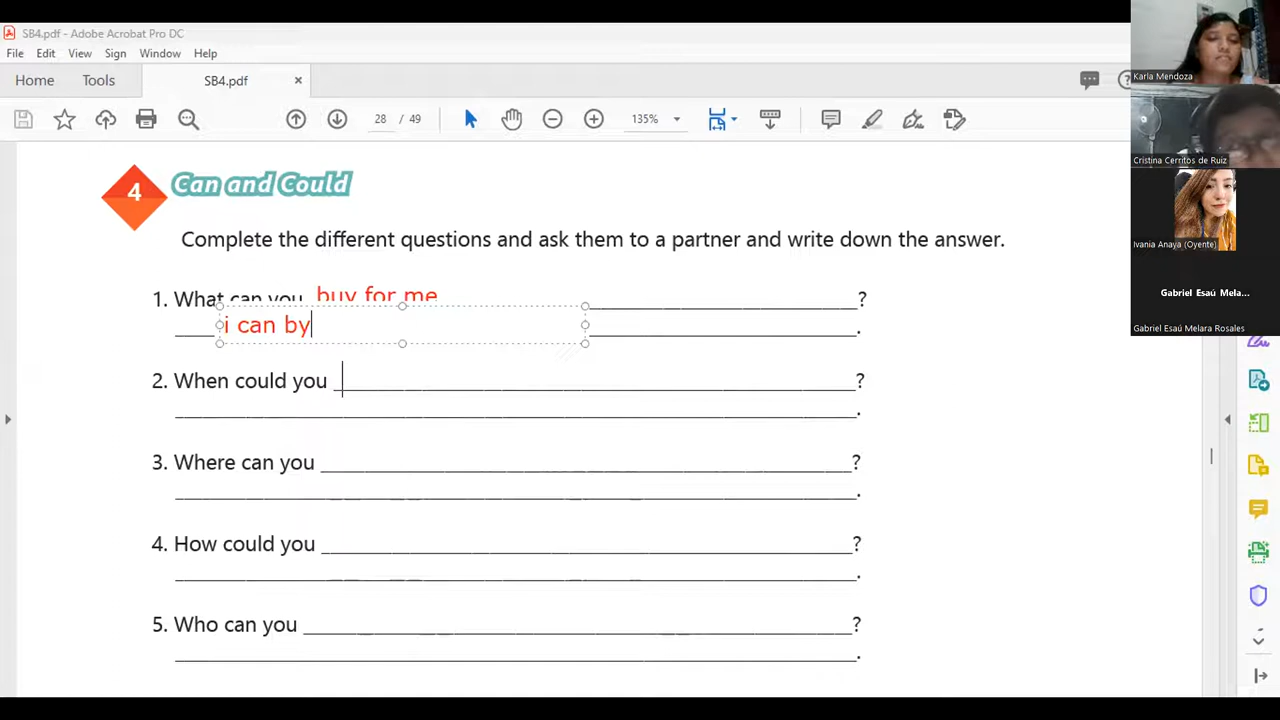 SB4.pdf - Adobe Acrobat Pro DC
File Edit View Sign Window Help
Home Tools SB4.pdf ×
28 / 49 135%
4 Can and Could
Complete the different questions and ask them to a partner and write down the answer.
1. What can you buy for me ?
i can by .
2. When could you ?
.
3. Where can you ?
.
4. How could you ?
.
5. Who can you ?
.
Karla Mendoza
Cristina Cerritos de Ruiz
Ivania Anaya (Oyente)
Gabriel Esaú Mela...
Gabriel Esaú Melara Rosales